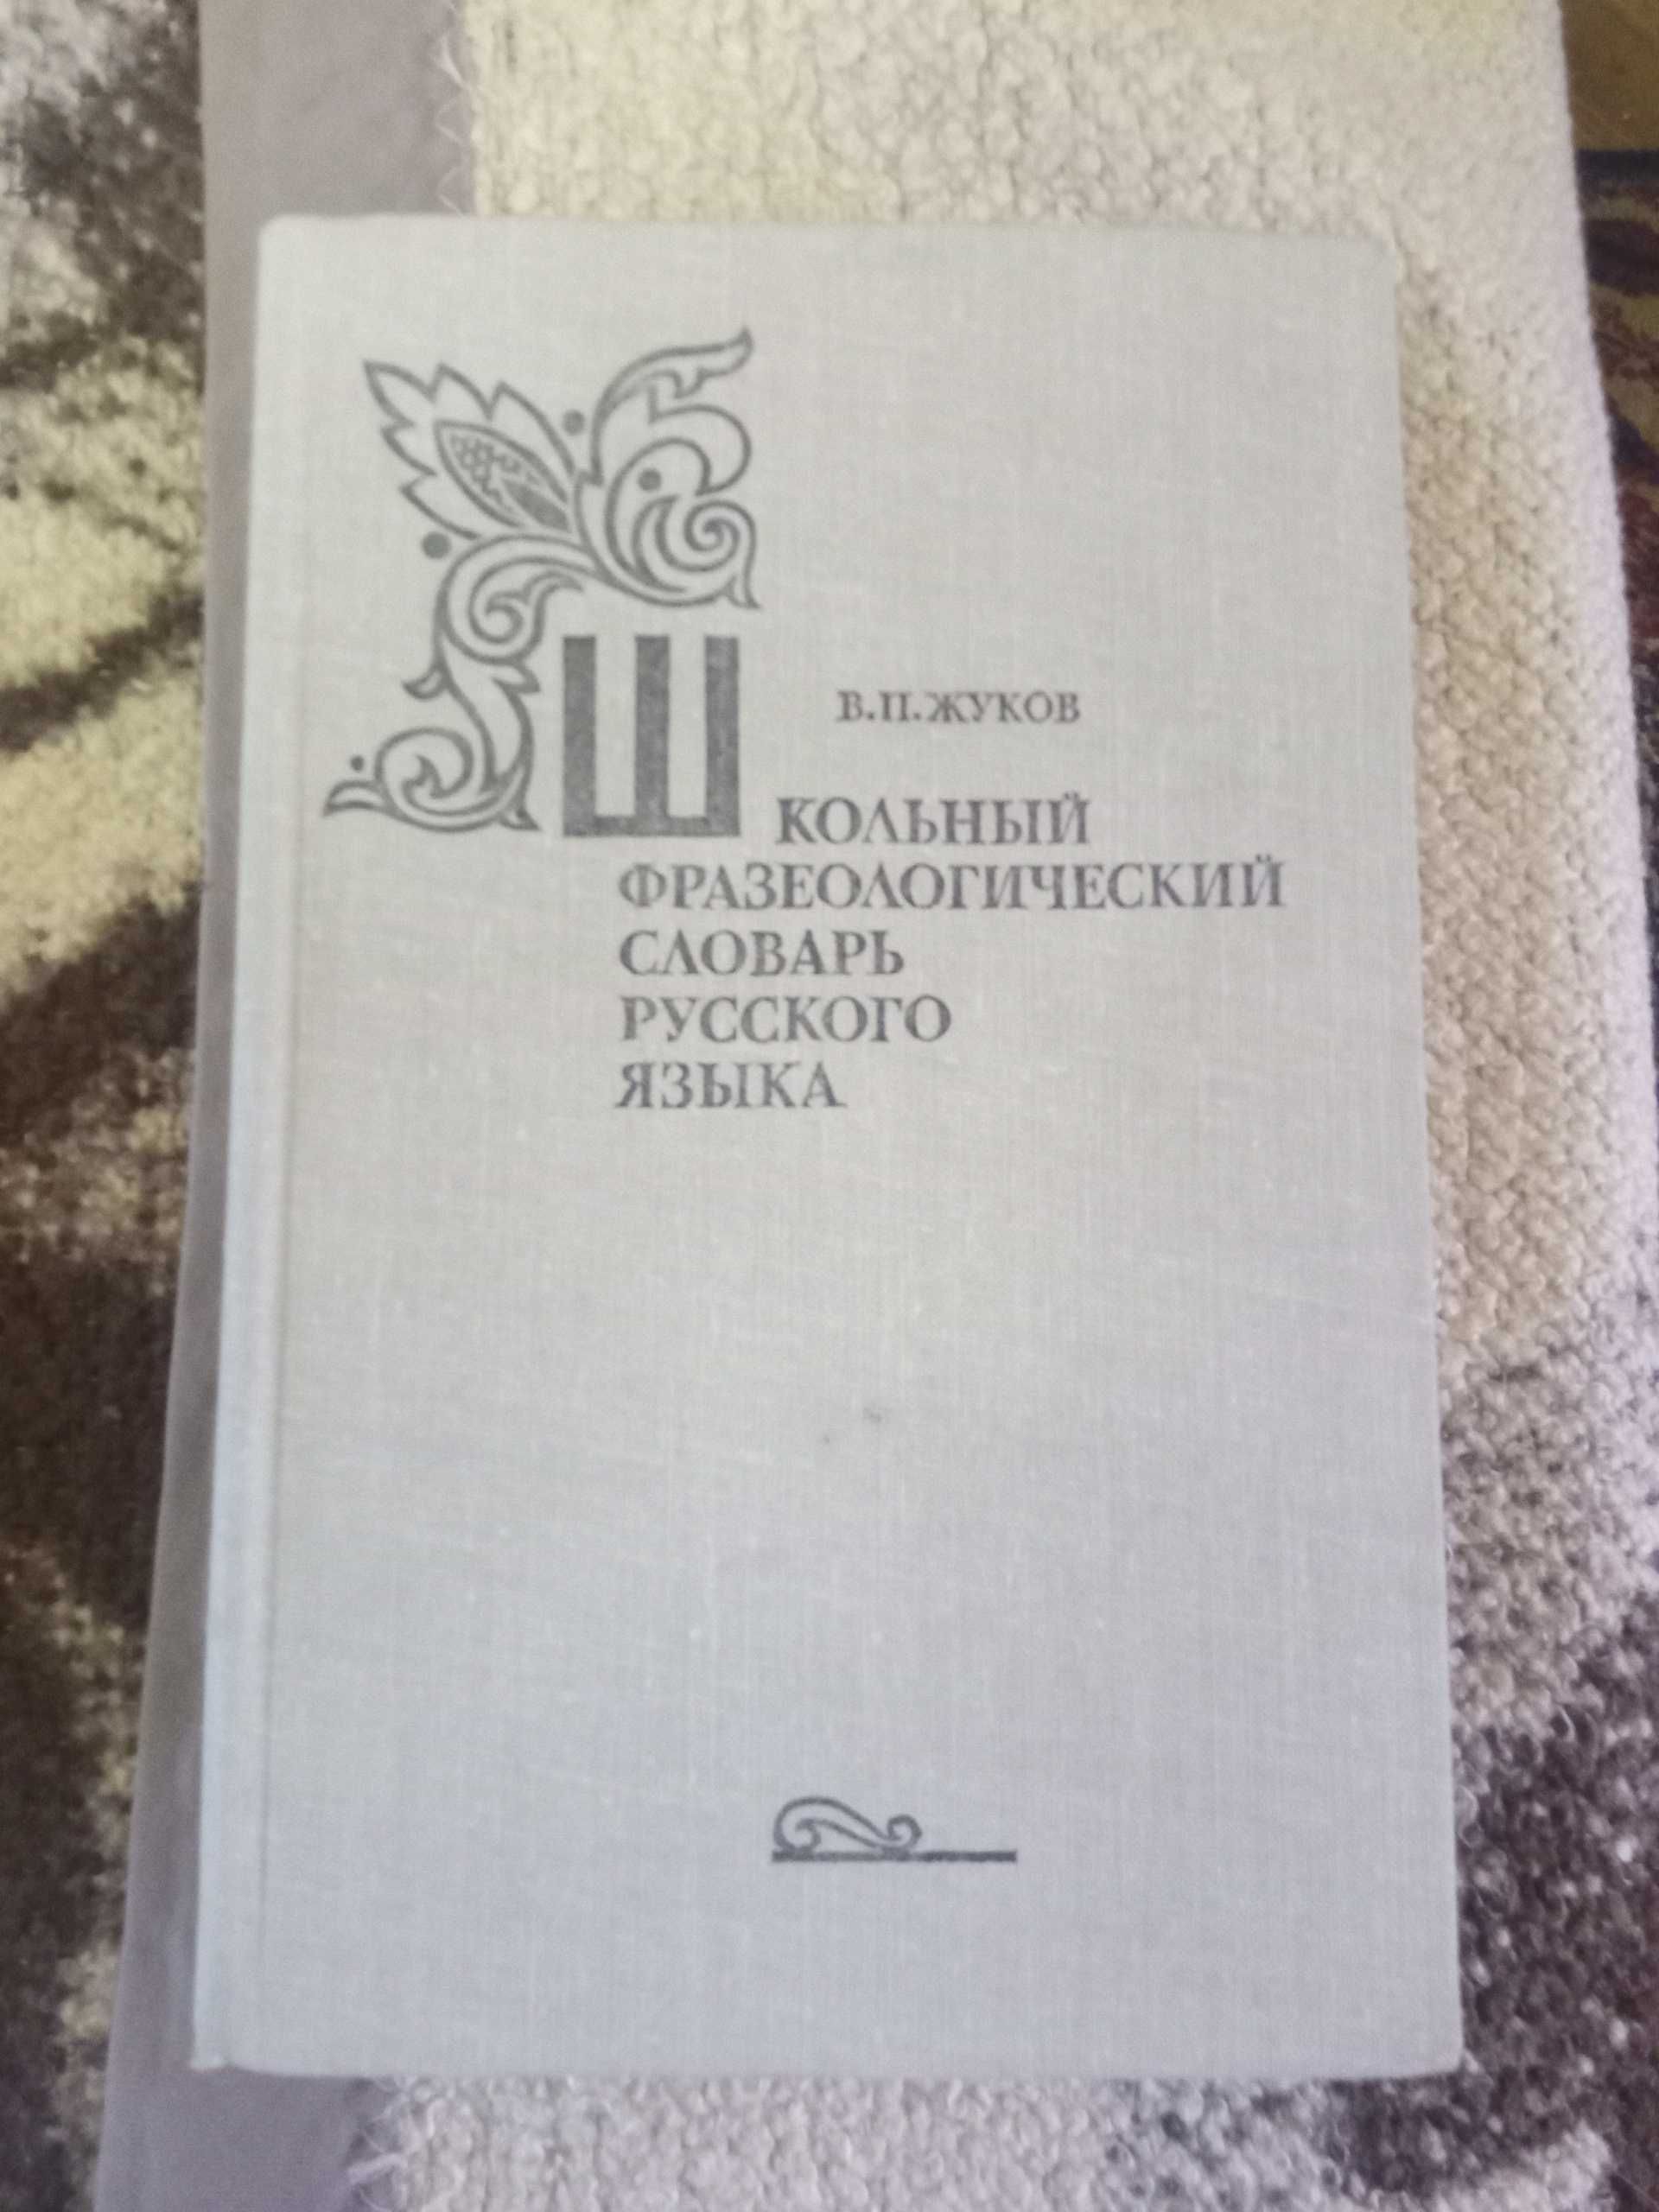 В.П.ЖУКОВ
ШКОЛЬНЫЙ
ФРАЗЕОЛОГИЧЕСКИЙ
СЛОВАРЬ
РУССКОГО
ЯЗЫКА